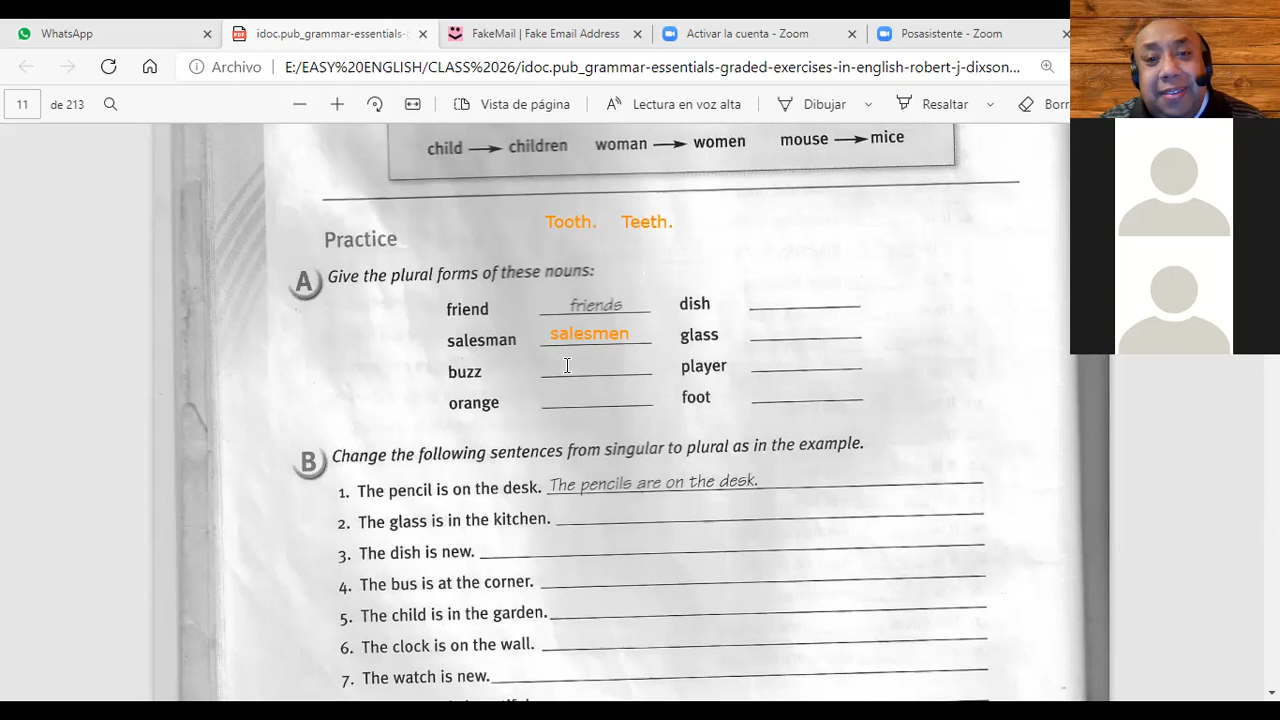 WhatsApp
idoc.pub_grammar-essentials-
FakeMail | Fake Email Address
Activar la cuenta - Zoom
Posasistente - Zoom
Archivo
E:/EASY%20ENGLISH/CLASS%2026/idoc.pub_grammar-essentials-graded-exercises-in-english-robert-j-dixson...
11 de 213
Vista de página
Lectura en voz alta
Dibujar
Resaltar
Borr
child → children woman → women mouse → mice
Tooth. Teeth.
Practice
A Give the plural forms of these nouns:
friend friends dish
salesman salesmen glass
buzz player
orange foot
B Change the following sentences from singular to plural as in the example.
1. The pencil is on the desk. The pencils are on the desk.
2. The glass is in the kitchen.
3. The dish is new.
4. The bus is at the corner.
5. The child is in the garden.
6. The clock is on the wall.
7. The watch is new.